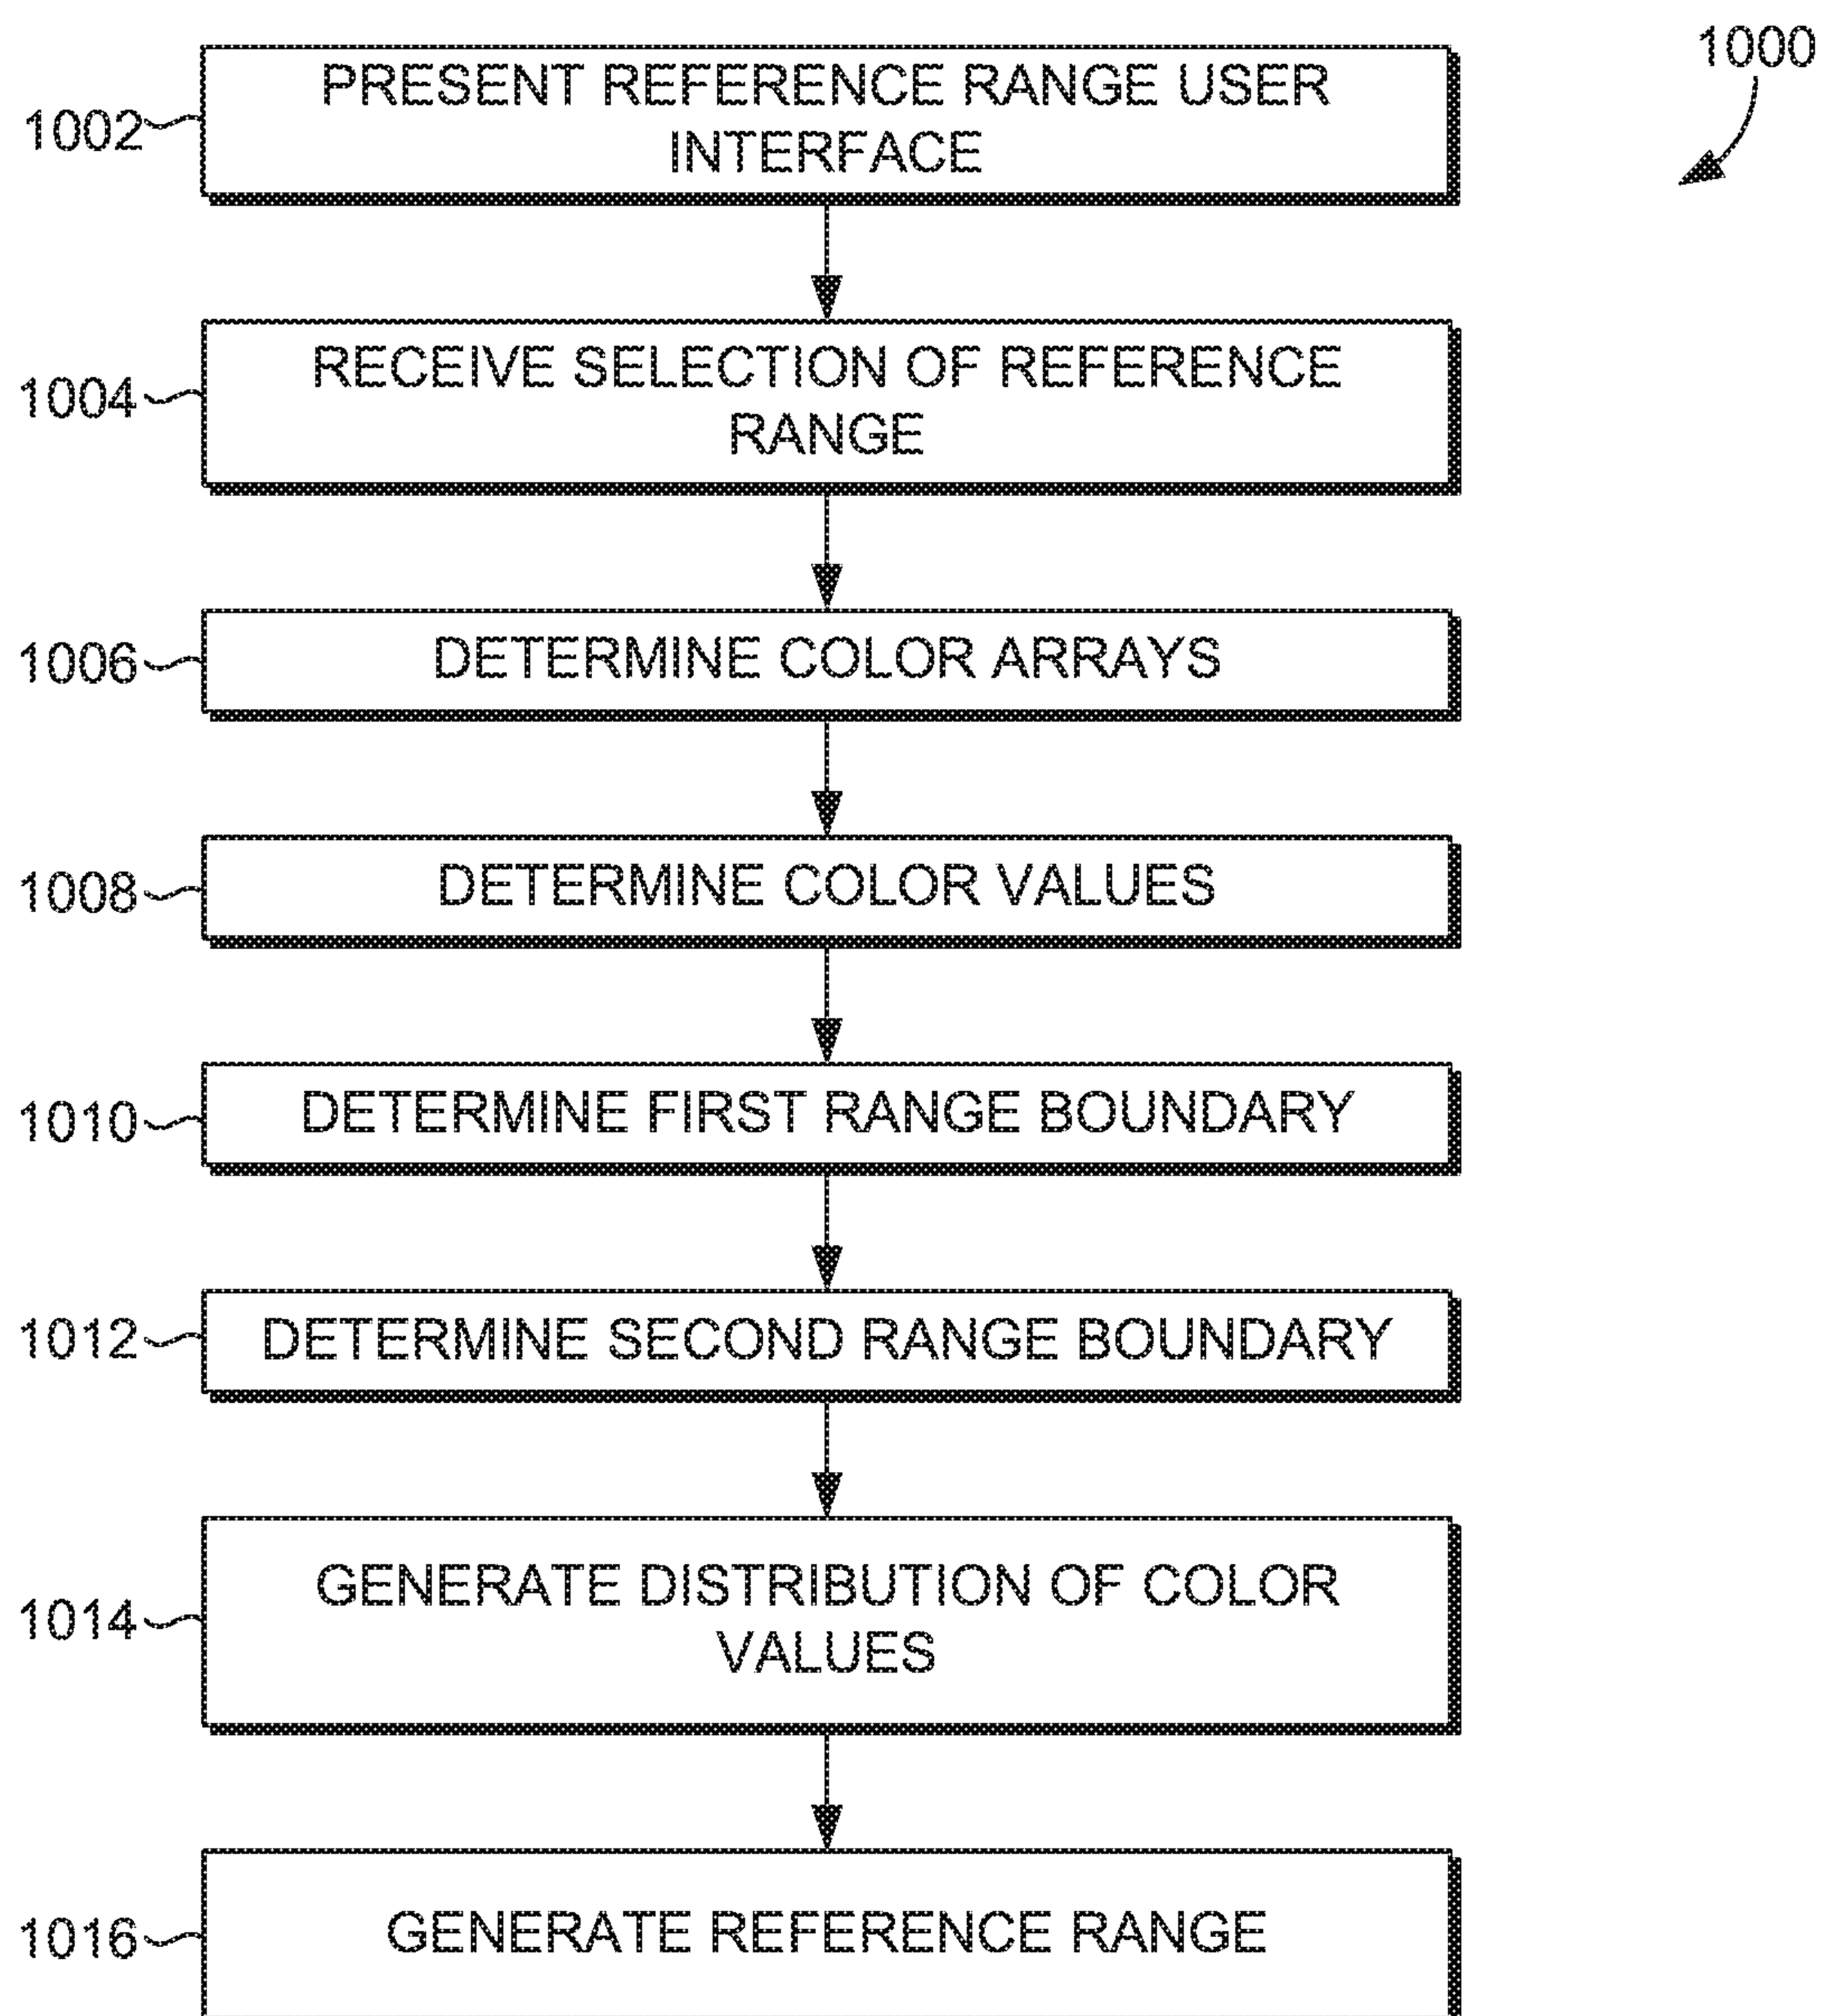 1000
1002
PRESENT REFERENCE RANGE USER
INTERFACE
1004
RECEIVE SELECTION OF REFERENCE
RANGE
1006
DETERMINE COLOR ARRAYS
1008
DETERMINE COLOR VALUES
1010
DETERMINE FIRST RANGE BOUNDARY
1012
DETERMINE SECOND RANGE BOUNDARY
1014
GENERATE DISTRIBUTION OF COLOR
VALUES
1016
GENERATE REFERENCE RANGE